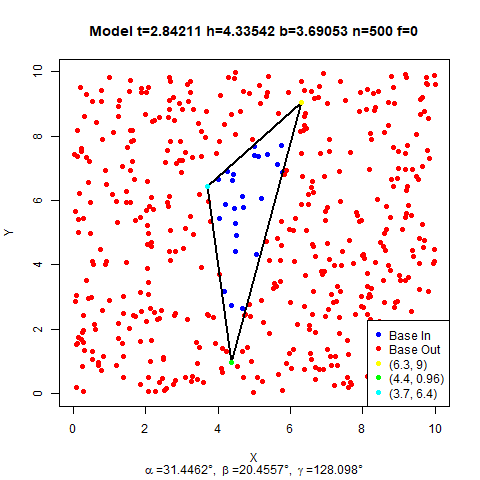 Model t=2.84211 h=4.33542 b=3.69053 n=500 f=0
10
8
6
4
2
0
Y
Base In
Base Out
(6.3, 9)
(4.4, 0.96)
(3.7, 6.4)
0 2 4 6 8 10
X
α=31.4462°, β=20.4557°, γ=128.098°